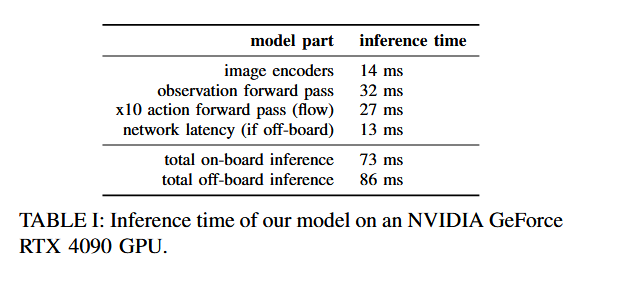 model part inference time
image encoders 14 ms
observation forward pass 32 ms
x10 action forward pass (flow) 27 ms
network latency (if off-board) 13 ms
total on-board inference 73 ms
total off-board inference 86 ms
TABLE I: Inference time of our model on an NVIDIA GeForce
RTX 4090 GPU.